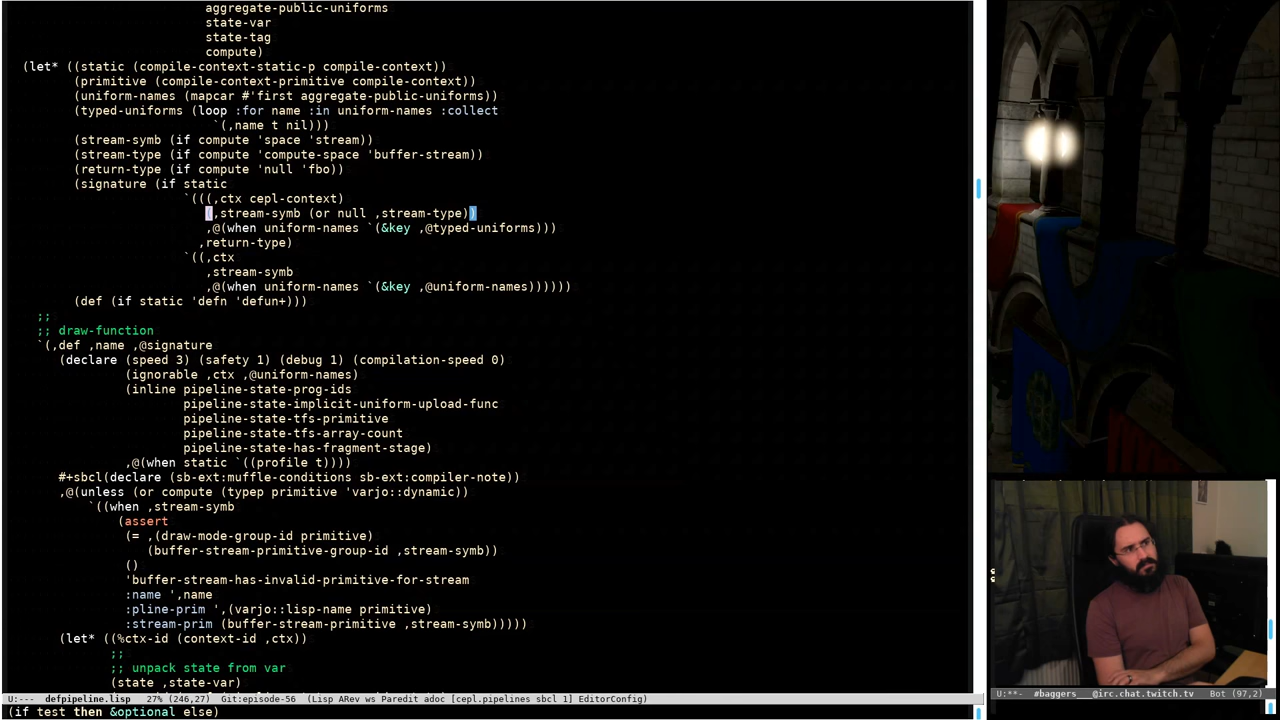 aggregate-public-uniforms
state-var
state-tag
compute)
(let* ((static (compile-context-static-p compile-context))
(primitive (compile-context-primitive compile-context))
(uniform-names (mapcar #'first aggregate-public-uniforms))
(typed-uniforms (loop :for name :in uniform-names :collect
`(,name t nil)))
(stream-symb (if compute 'space 'stream))
(stream-type (if compute 'compute-space 'buffer-stream))
(return-type (if compute 'null 'fbo))
(signature (if static
`(((,ctx cepl-context)
(,stream-symb (or null ,stream-type))
,@(when uniform-names `(&key ,@typed-uniforms)))
,return-type)
`((,ctx
,stream-symb
,@(when uniform-names `(&key ,@uniform-names))))))
(def (if static 'defn 'defun+)))
;;
;; draw-function
`(,def ,name ,@signature
(declare (speed 3) (safety 1) (debug 1) (compilation-speed 0)
(ignorable ,ctx ,@uniform-names)
(inline pipeline-state-prog-ids
pipeline-state-implicit-uniform-upload-func
pipeline-state-tfs-primitive
pipeline-state-tfs-array-count
pipeline-state-has-fragment-stage)
,@(when static `((profile t))))
#+sbcl(declare (sb-ext:muffle-conditions sb-ext:compiler-note))
,@(unless (or compute (typep primitive 'varjo::dynamic))
`((when ,stream-symb
(assert
(= ,(draw-mode-group-id primitive)
(buffer-stream-primitive-group-id ,stream-symb))
()
'buffer-stream-has-invalid-primitive-for-stream
:name ',name
:pline-prim ',(varjo::lisp-name primitive)
:stream-prim (buffer-stream-primitive ,stream-symb)))))
(let* ((%ctx-id (context-id ,ctx))
;;
;; unpack state from var
(state ,state-var)
U:--- defpipeline.lisp 27% (246,27) Git:episode-56 (Lisp ARev ws Paredit adoc [cepl.pipelines sbcl 1] EditorConfig)
(if test then &optional else)
U:**- #baggers___@irc.chat.twitch.tv Bot (97,2)